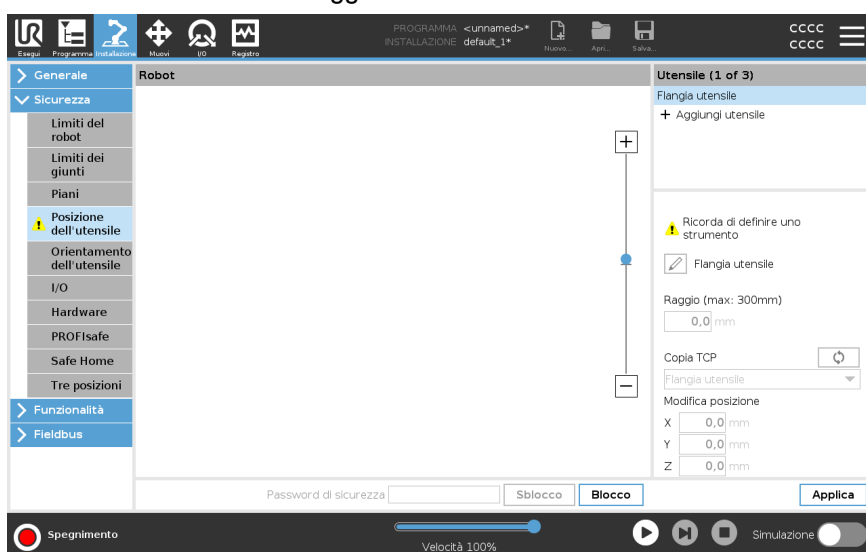 PROGRAMMA <unnamed>*
INSTALLAZIONE default_1*
Esegui Programma Installazione Muovi I/O Registro Nuovo... Apri... Salva...
cccc
cccc
Generale
Sicurezza
Limiti del
robot
Limiti dei
giunti
Piani
Posizione
dell'utensile
Orientamento
dell'utensile
I/O
Hardware
PROFIsafe
Safe Home
Tre posizioni
Funzionalità
Fieldbus
Robot
Utensile (1 of 3)
Flangia utensile
+ Aggiungi utensile
Ricorda di definire uno
strumento
Flangia utensile
Raggio (max: 300mm)
0,0 mm
Copia TCP
Flangia utensile
Modifica posizione
X 0,0 mm
Y 0,0 mm
Z 0,0 mm
Password di sicurezza Sblocco Blocco Applica
Spegnimento Velocità 100% Simulazione